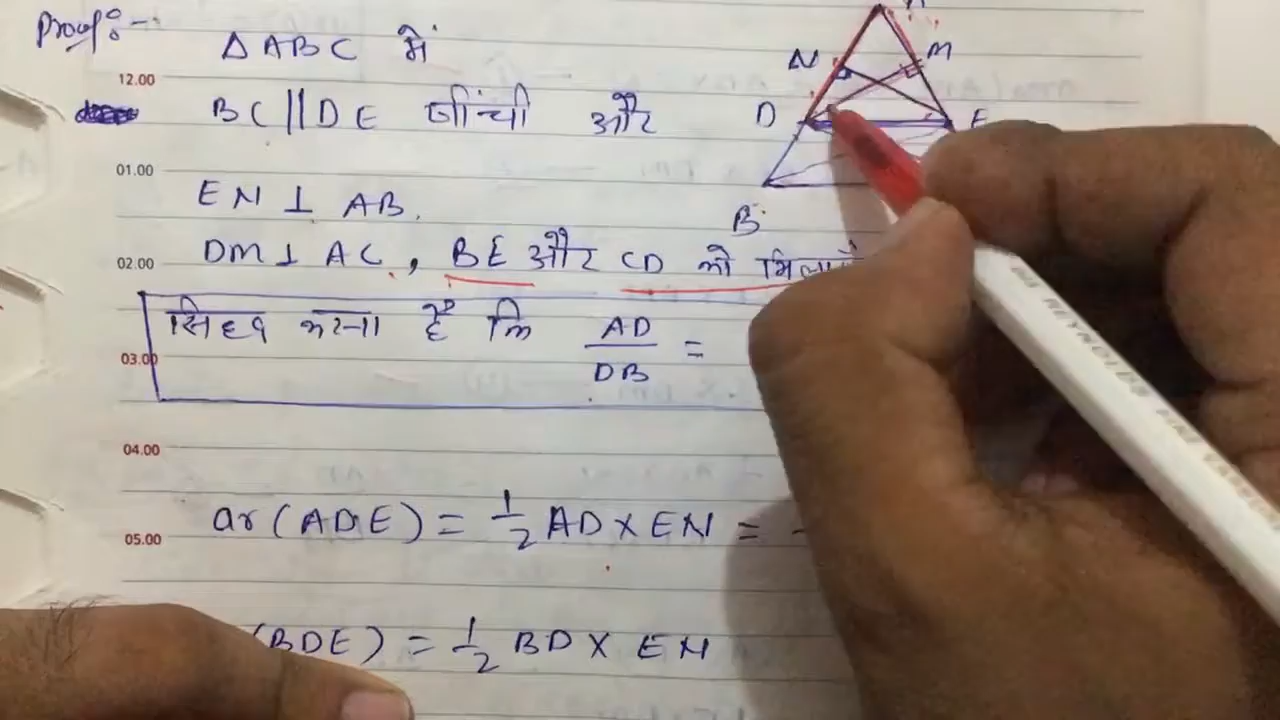 Proof :-
Δ ABC में
12.00
BC || DE खींची और
01.00
EN ⊥ AB.
DM ⊥ AC, BE और CD को
02.00
सिद्ध करना है कि AD/DB =
03.00
04.00
ar (ADE) = 1/2 AD × EN =
05.00
(BDE) = 1/2 BD × EN
N
M
D
E
B
REYNOLDS